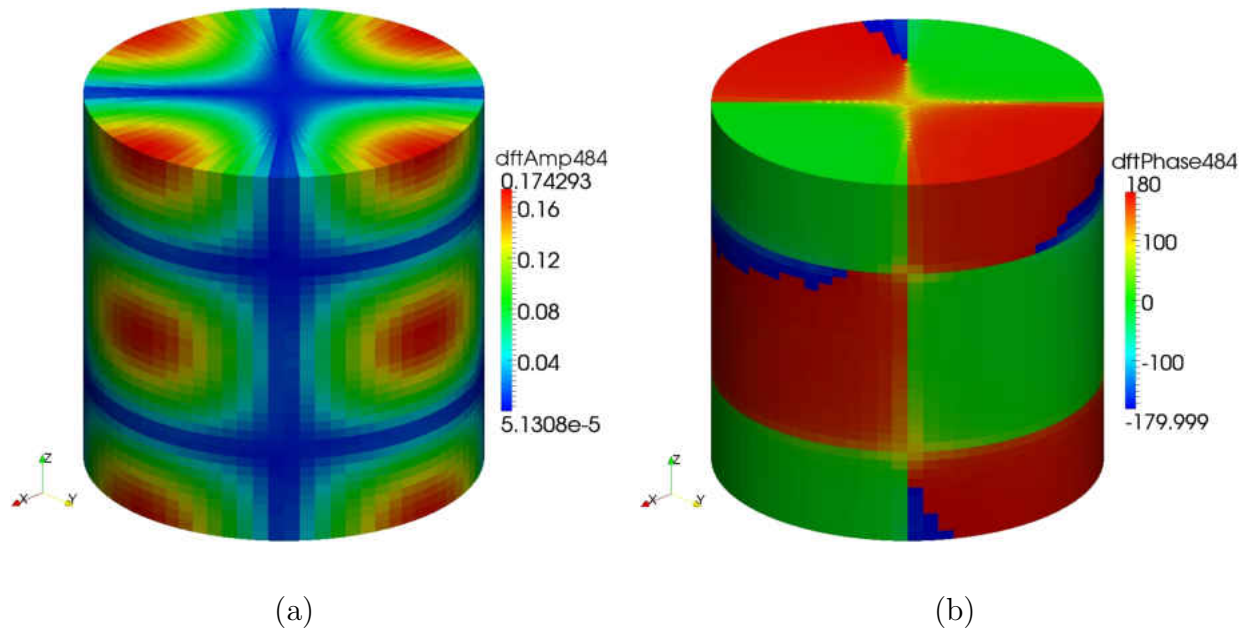 dftAmp484
0.174293
0.16
0.12
0.08
0.04
5.1308e-5
Z
X
Y
(a)
dftPhase484
180
100
0
-100
-179.999
Z
X
Y
(b)